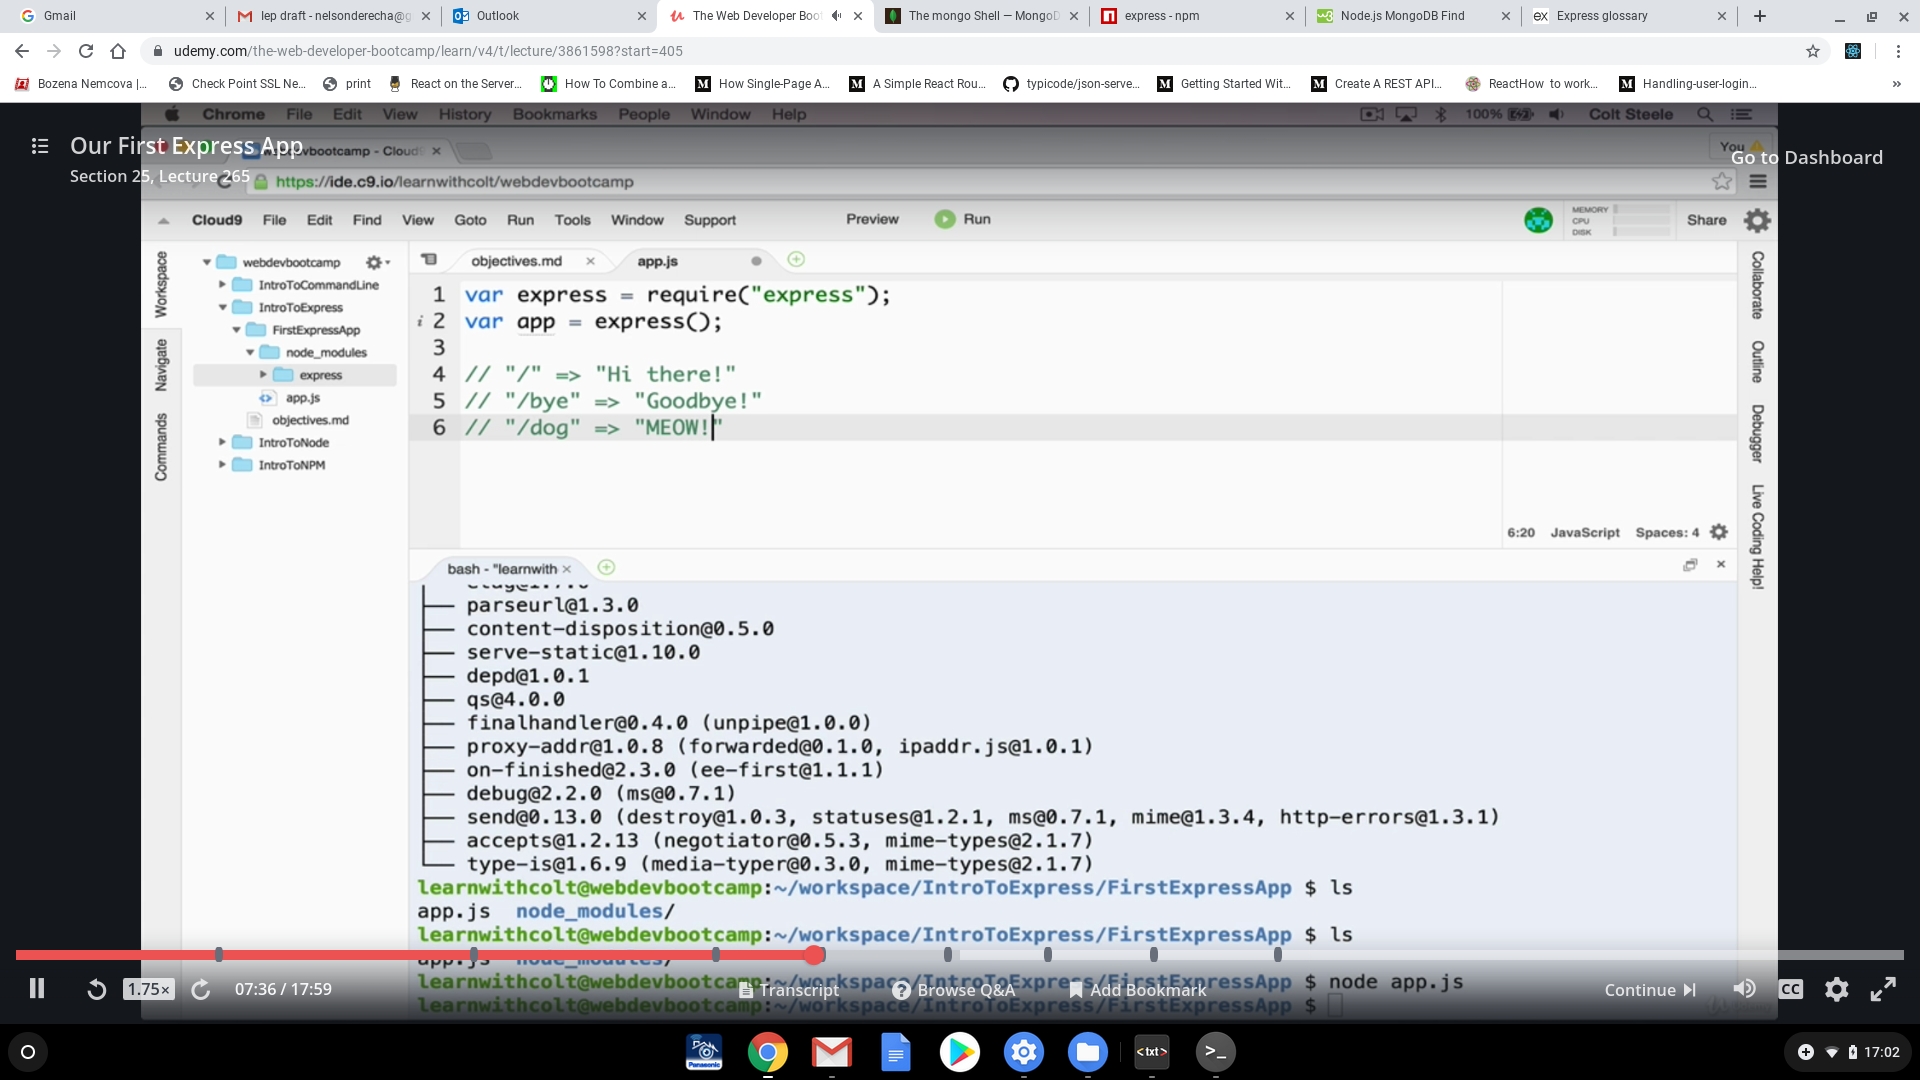 Gmail
Iep draft - nelsonderecha@g
Outlook
The Web Developer Boo
The mongo Shell — MongoD
express - npm
Node.js MongoDB Find
ex Express glossary
udemy.com/the-web-developer-bootcamp/learn/v4/t/lecture/3861598?start=405
Bozena Nemcova |...
Check Point SSL Ne...
print
React on the Server...
How To Combine a...
How Single-Page A...
A Simple React Rou...
typicode/json-serve...
Getting Started Wit...
Create A REST API...
ReactHow to work...
Handling-user-login...
»
Chrome File Edit View History Bookmarks People Window Help
100%
Colt Steele
Our First Express App
Section 25, Lecture 265
devbootcamp - Cloud9
You
Go to Dashboard
https://ide.c9.io/learnwithcolt/webdevbootcamp
Cloud9 File Edit Find View Goto Run Tools Window Support
Preview
Run
MEMORY
CPU
DISK
Share
Workspace
Navigate
Commands
webdevbootcamp
IntroToCommandLine
IntroToExpress
FirstExpressApp
node_modules
express
app.js
objectives.md
IntroToNode
IntroToNPM
objectives.md
app.js
1 var express = require("express");
i 2 var app = express();
3
4 // "/" => "Hi there!"
5 // "/bye" => "Goodbye!"
6 // "/dog" => "MEOW!"
6:20 JavaScript Spaces: 4
Collaborate
Outline
Debugger
Live Coding Help!
bash - "learnwith
parseurl@1.3.0
content-disposition@0.5.0
serve-static@1.10.0
depd@1.0.1
qs@4.0.0
finalhandler@0.4.0 (unpipe@1.0.0)
proxy-addr@1.0.8 (forwarded@0.1.0, ipaddr.js@1.0.1)
on-finished@2.3.0 (ee-first@1.1.1)
debug@2.2.0 (ms@0.7.1)
send@0.13.0 (destroy@1.0.3, statuses@1.2.1, ms@0.7.1, mime@1.3.4, http-errors@1.3.1)
accepts@1.2.13 (negotiator@0.5.3, mime-types@2.1.7)
type-is@1.6.9 (media-typer@0.3.0, mime-types@2.1.7)
learnwithcolt@webdevbootcamp:~/workspace/IntroToExpress/FirstExpressApp $ ls
app.js node_modules/
learnwithcolt@webdevbootcamp:~/workspace/IntroToExpress/FirstExpressApp $ ls
app.js node_modules/
learnwithcolt@webdevbootcamp:~/workspace/IntroToExpress/FirstExpressApp $ node app.js
learnwithcolt@webdevbootcamp:~/workspace/IntroToExpress/FirstExpressApp $
1.75×
07:36 / 17:59
Transcript
Browse Q&A
Add Bookmark
Continue
CC
Panasonic
<txt>
>_
17:02